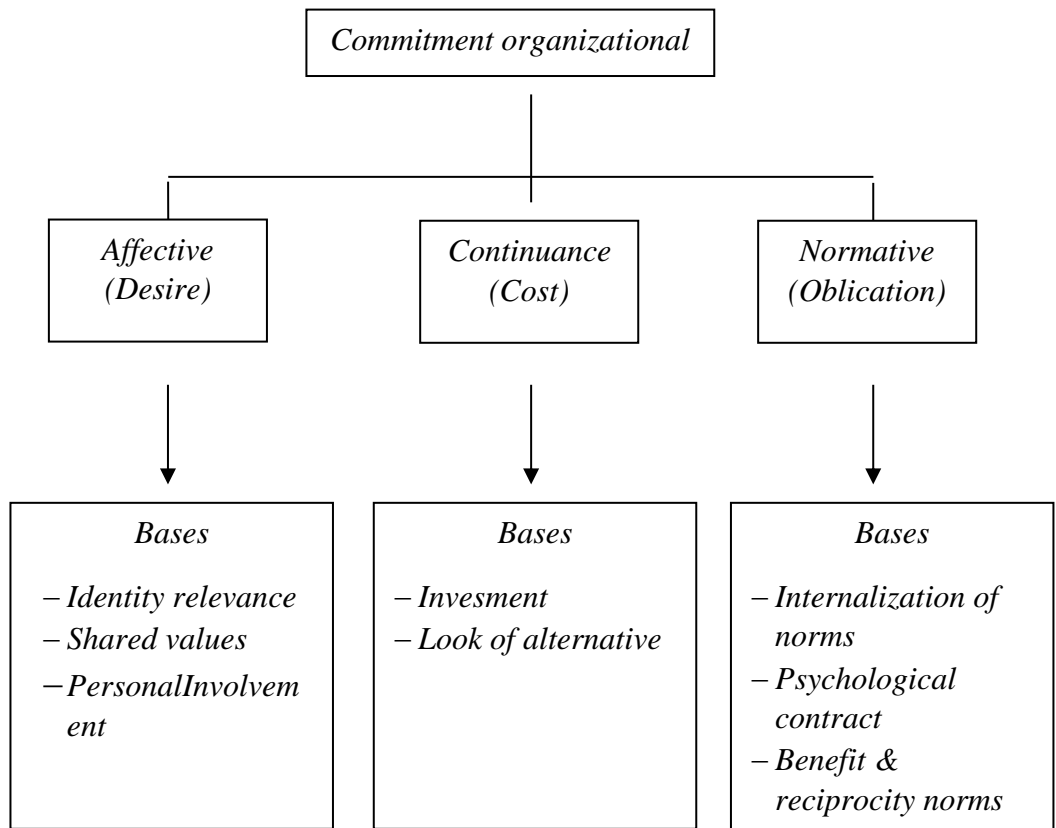 Commitment organizational
Affective
(Desire)
Continuance
(Cost)
Normative
(Oblication)
Bases
– Identity relevance
– Shared values
– PersonalInvolvem
ent
Bases
– Invesment
– Look of alternative
Bases
– Internalization of
norms
– Psychological
contract
– Benefit &
reciprocity norms